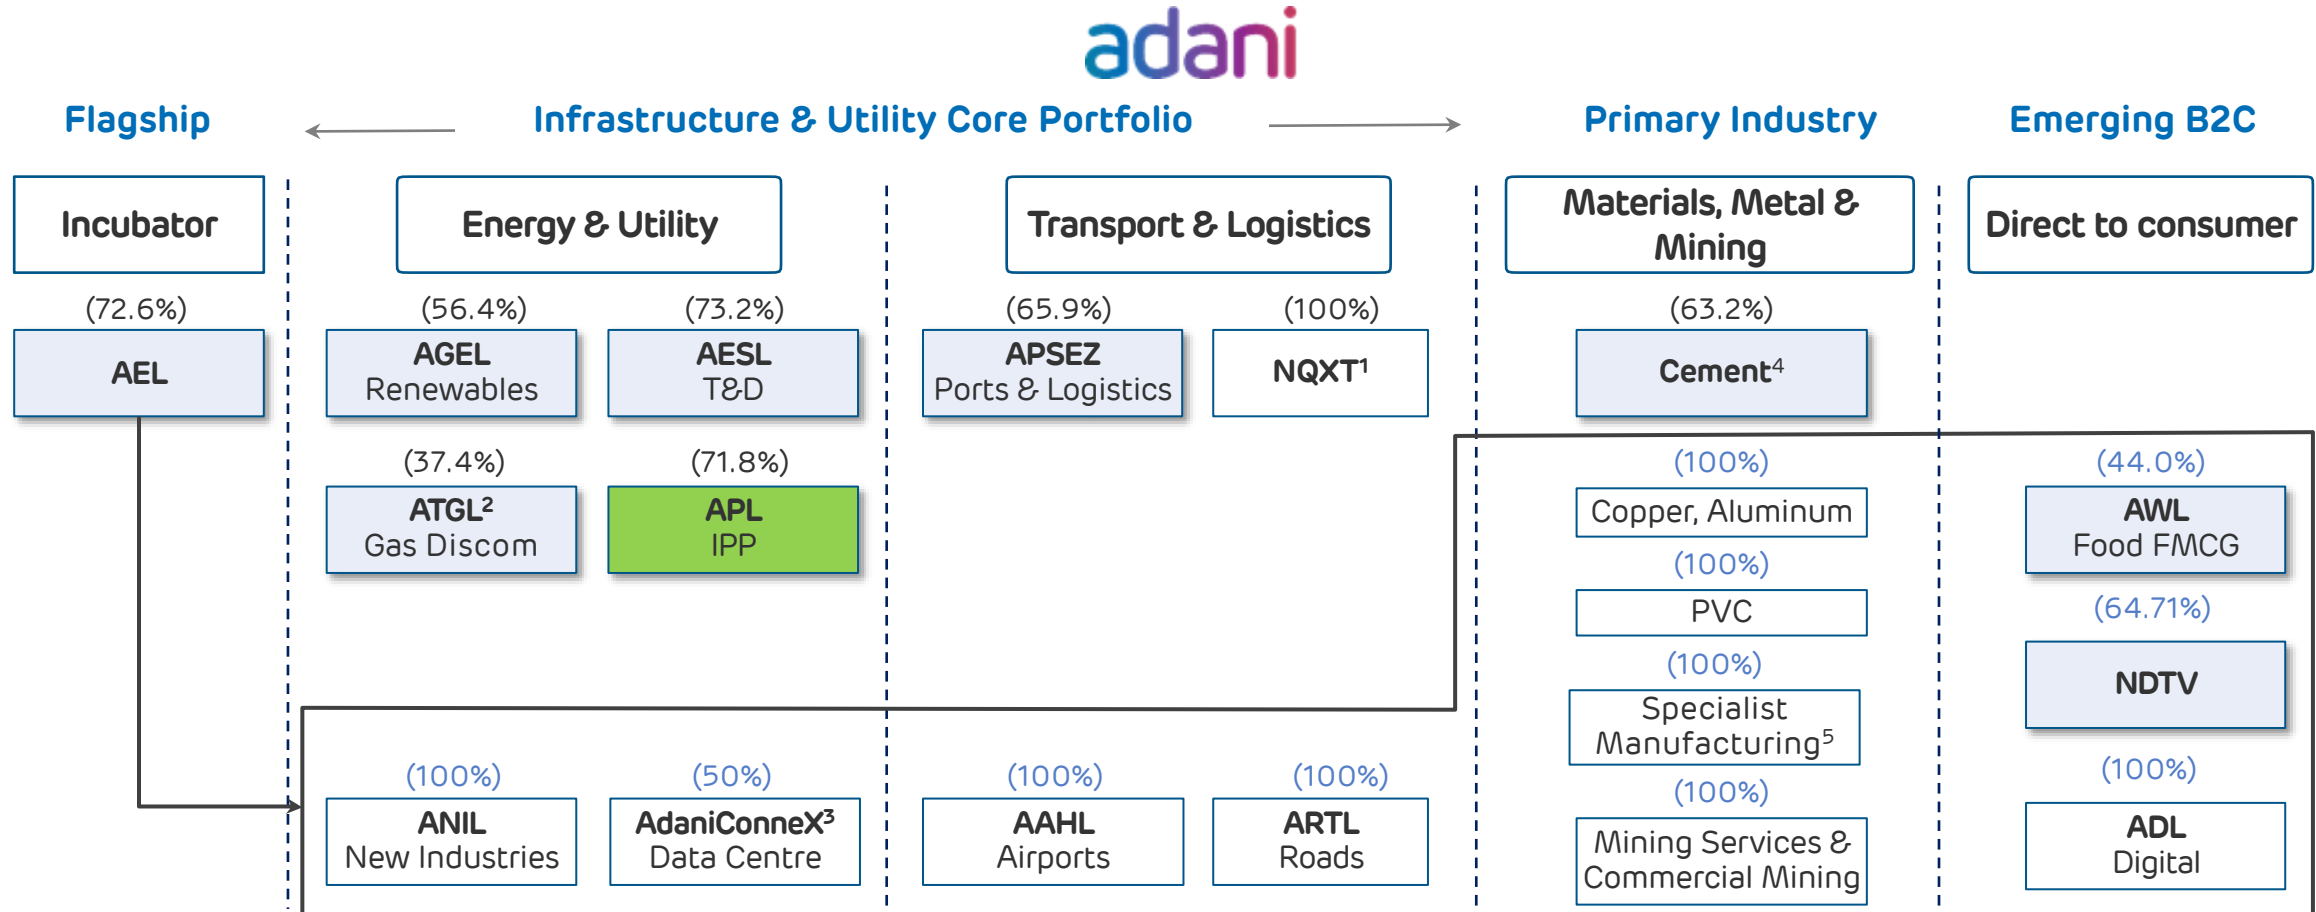 adani
Flagship
Infrastructure & Utility Core Portfolio
Primary Industry
Emerging B2C
Incubator
Energy & Utility
Transport & Logistics
Materials, Metal &
Mining
Direct to consumer
(72.6%)
AEL
(56.4%)
AGEL
Renewables
(73.2%)
AESL
T&D
(65.9%)
APSEZ
Ports & Logistics
(100%)
NQXT¹
(63.2%)
Cement⁴
(37.4%)
ATGL²
Gas Discom
(71.8%)
APL
IPP
(100%)
Copper, Aluminum
(100%)
PVC
(100%)
Specialist
Manufacturing⁵
(100%)
Mining Services &
Commercial Mining
(44.0%)
AWL
Food FMCG
(64.71%)
NDTV
(100%)
ADL
Digital
(100%)
ANIL
New Industries
(50%)
AdaniConneX³
Data Centre
(100%)
AAHL
Airports
(100%)
ARTL
Roads